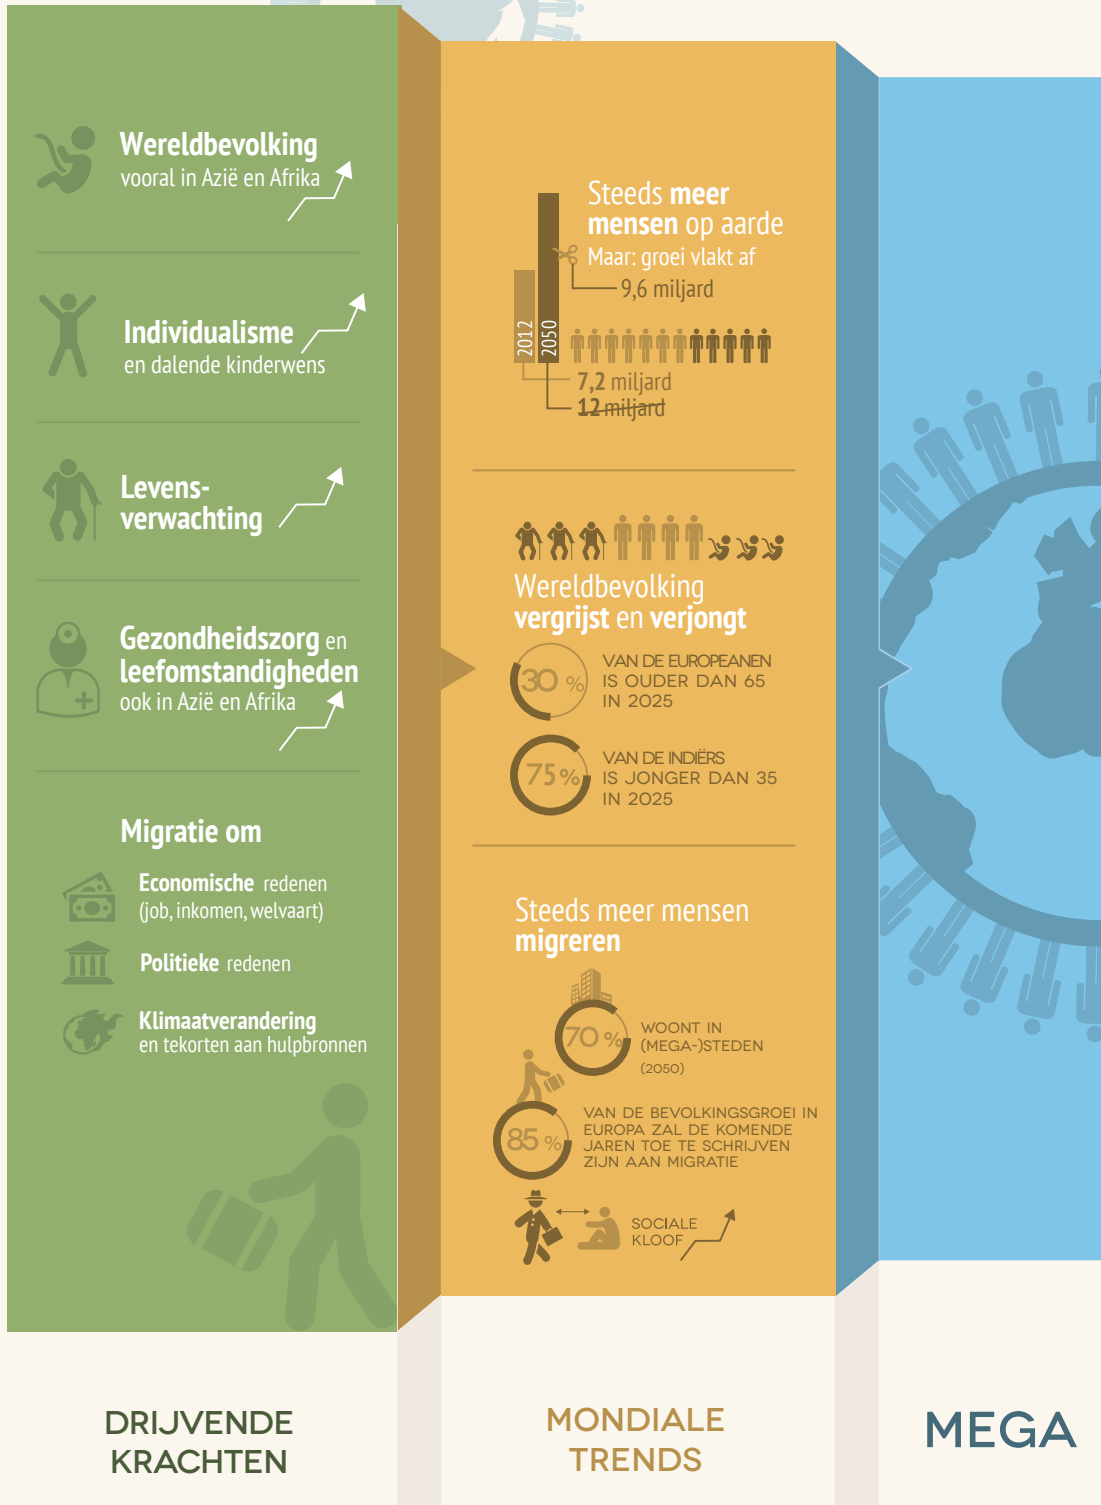 Wereldbevolking
vooral in Azië en Afrika
Individualisme
en dalende kinderwens
Levens-
verwachting
Gezondheidszorg en
leefomstandigheden
ook in Azië en Afrika
Migratie om
Economische redenen
(job, inkomen, welvaart)
Politieke redenen
Klimaatverandering
en tekorten aan hulpbronnen
DRIJVENDE
KRACHTEN
Steeds meer
mensen op aarde
Maar: groei vlakt af
9,6 miljard
2012
2050
7,2 miljard
12 miljard
Wereldbevolking
vergrijst en verjongt
30 %
VAN DE EUROPEANEN
IS OUDER DAN 65
IN 2025
75%
VAN DE INDIËRS
IS JONGER DAN 35
IN 2025
Steeds meer mensen
migreren
70 %
WOONT IN
(MEGA-)STEDEN
(2050)
85 %
VAN DE BEVOLKINGSGROEI IN
EUROPA ZAL DE KOMENDE
JAREN TOE TE SCHRIJVEN
ZIJN AAN MIGRATIE
SOCIALE
KLOOF
MONDIALE
TRENDS
MEGA